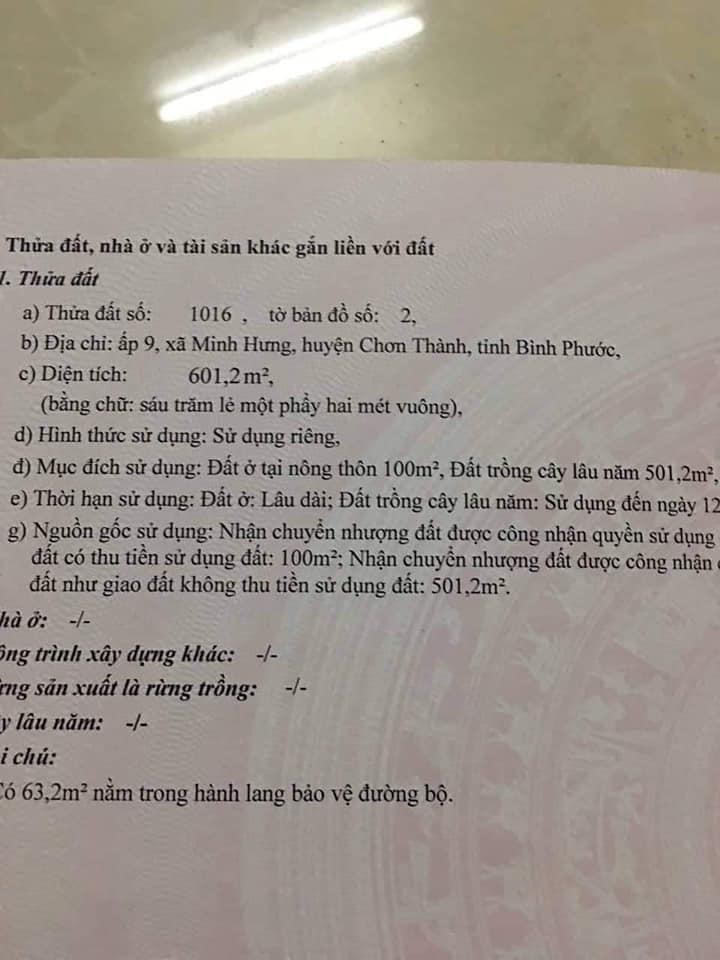 Thửa đất, nhà ở và tài sản khác gắn liền với đất
1. Thửa đất
a) Thửa đất số: 1016 , tờ bản đồ số: 2,
b) Địa chỉ: ấp 9, xã Minh Hưng, huyện Chơn Thành, tỉnh Bình Phước,
c) Diện tích: 601,2 m²,
(bằng chữ: sáu trăm lẻ một phẩy hai mét vuông),
d) Hình thức sử dụng: Sử dụng riêng,
đ) Mục đích sử dụng: Đất ở tại nông thôn 100m², Đất trồng cây lâu năm 501,2m²,
e) Thời hạn sử dụng: Đất ở: Lâu dài; Đất trồng cây lâu năm: Sử dụng đến ngày 12
g) Nguồn gốc sử dụng: Nhận chuyển nhượng đất được công nhận quyền sử dụng
đất có thu tiền sử dụng đất: 100m²; Nhận chuyển nhượng đất được công nhận
đất như giao đất không thu tiền sử dụng đất: 501,2m².
hà ở: -/-
ông trình xây dựng khác: -/-
ừng sản xuất là rừng trồng: -/-
y lâu năm: -/-
i chú:
Có 63,2m² nằm trong hành lang bảo vệ đường bộ.